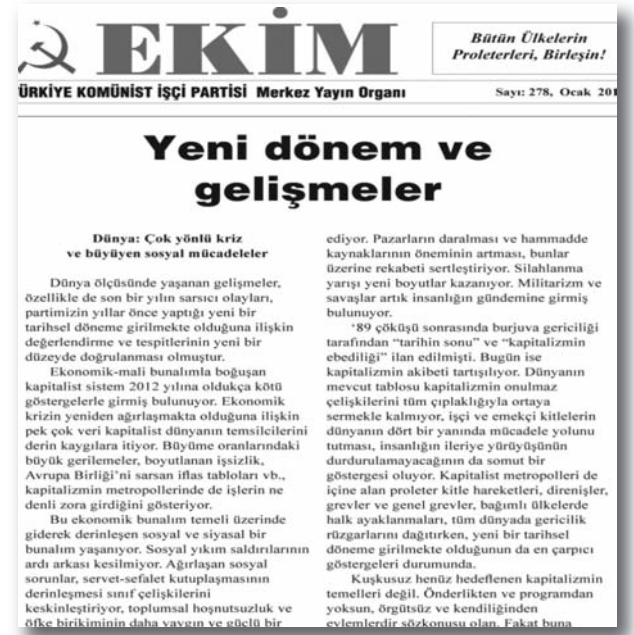 EKİM
Bütün Ülkelerin
Proleterleri, Birleşin!
ÜRKİYE KOMÜNİST İŞÇİ PARTİSİ Merkez Yayın Organı
Sayı: 278, Ocak 201
Yeni dönem ve
gelişmeler
Dünya: Çok yönlü kriz
ve büyüyen sosyal mücadeleler
Dünya ölçüsünde yaşanan gelişmeler,
özellikle de son bir yılın sarsıcı olayları,
partimizin yıllar önce yaptığı yeni bir
tarihsel döneme girilmekte olduğuna ilişkin
değerlendirme ve tespitlerinin yeni bir
düzeyde doğrulanması olmuştur.
Ekonomik-mali bunalımla boğuşan
kapitalist sistem 2012 yılına oldukça kötü
göstergelerle girmiş bulunuyor. Ekonomik
krizin yeniden ağırlaşmakta olduğuna ilişkin
pek çok veri kapitalist dünyanın temsilcilerini
derin kaygılara itiyor. Büyüme oranlarındaki
büyük gerilemeler, boyutlanan işsizlik,
Avrupa Birliği'ni sarsan iflas tabloları vb.,
kapitalizmin metropollerinde de işlerin ne
denli zora girdiğini gösteriyor.
Bu ekonomik bunalım temeli üzerinde
giderek derinleşen sosyal ve siyasal bir
bunalım yaşanıyor. Sosyal yıkım saldırılarının
ardı arkası kesilmiyor. Ağırlaşan sosyal
sorunlar, servet-sefalet kutuplaşmasının
derinleşmesi sınıf çelişkilerini
keskinleştiriyor, toplumsal hoşnutsuzluk ve
öfke birikiminin daha yaygın ve güçlü bir
ediyor. Pazarların daralması ve hammadde
kaynaklarının öneminin artması, bunlar
üzerine rekabeti sertleştiriyor. Silahlanma
yarışı yeni boyutlar kazanıyor. Militarizm ve
savaşlar artık insanlığın gündemine girmiş
bulunuyor.
'89 çöküşü sonrasında burjuva gericiliği
tarafından "tarihin sonu" ve "kapitalizmin
ebediliği" ilan edilmişti. Bugün ise
kapitalizmin akibeti tartışılıyor. Dünyanın
mevcut tablosu kapitalizmin onulmaz
çelişkilerini tüm çıplaklığıyla ortaya
sermekle kalmıyor, işçi ve emekçi kitlelerin
dünyanın dört bir yanında mücadele yolunu
tutması, insanlığın ileriye yürüyüşünün
durdurulamayacağının da somut bir
göstergesi oluyor. Kapitalist metropolleri de
içine alan proleter kitle hareketleri, direnişler,
grevler ve genel grevler, bağımlı ülkelerde
halk ayaklanmaları, tüm dünyada gericilik
rüzgarlarını dağıtırken, yeni bir tarihsel
döneme girilmekte olduğunun da en çarpıcı
göstergeleri durumunda.
Kuşkusuz henüz hedeflenen kapitalizmin
temelleri değil. Önderlikten ve programdan
yoksun, örgütsüz ve kendiliğinden
eylemlerdir sözkonusu olan. Fakat buna